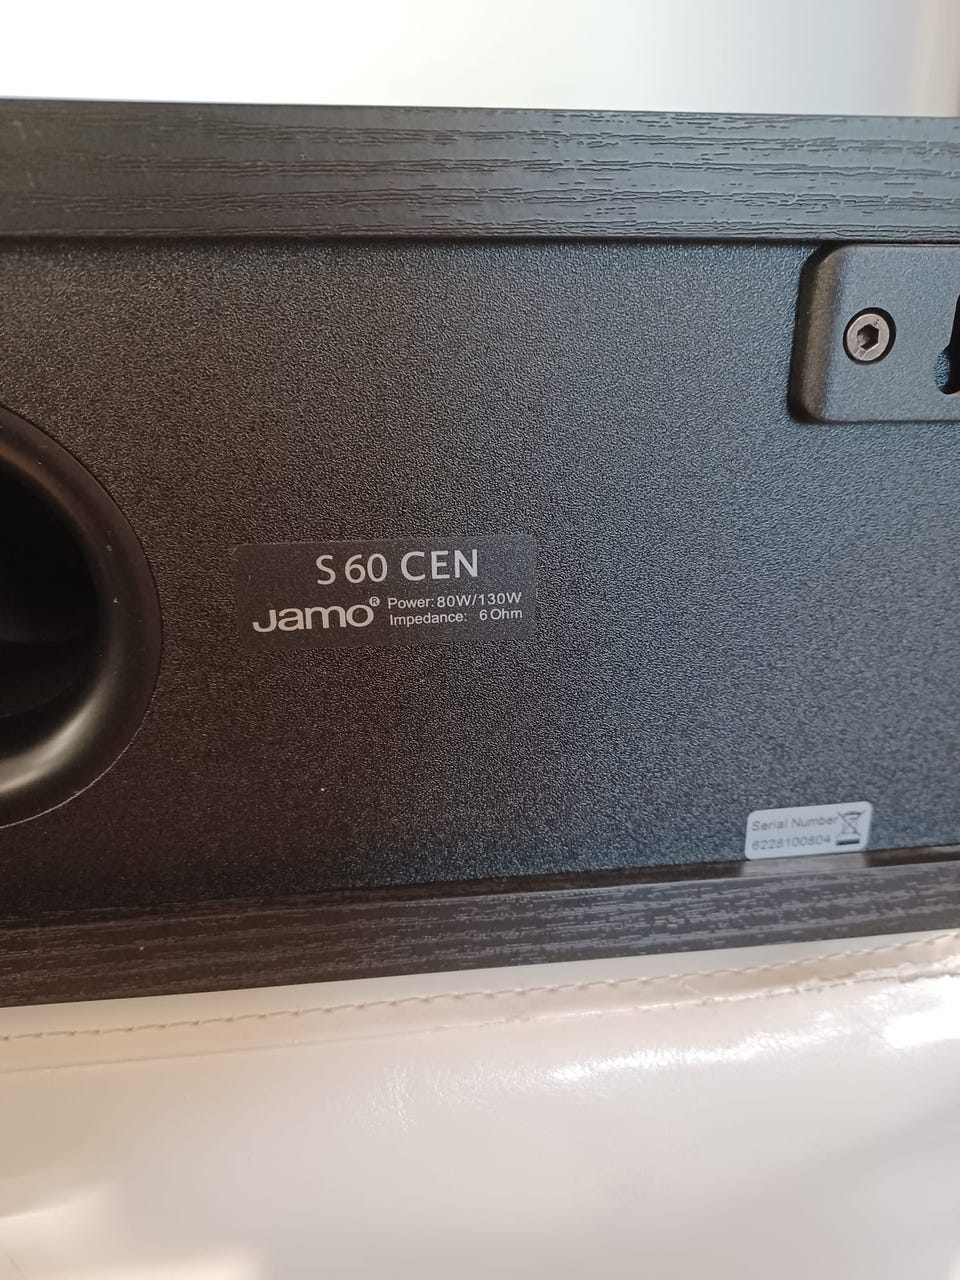 S 60 CEN
Jamo® Power: 80W/130W
Impedance: 6 Ohm
Serial Number
6228100804